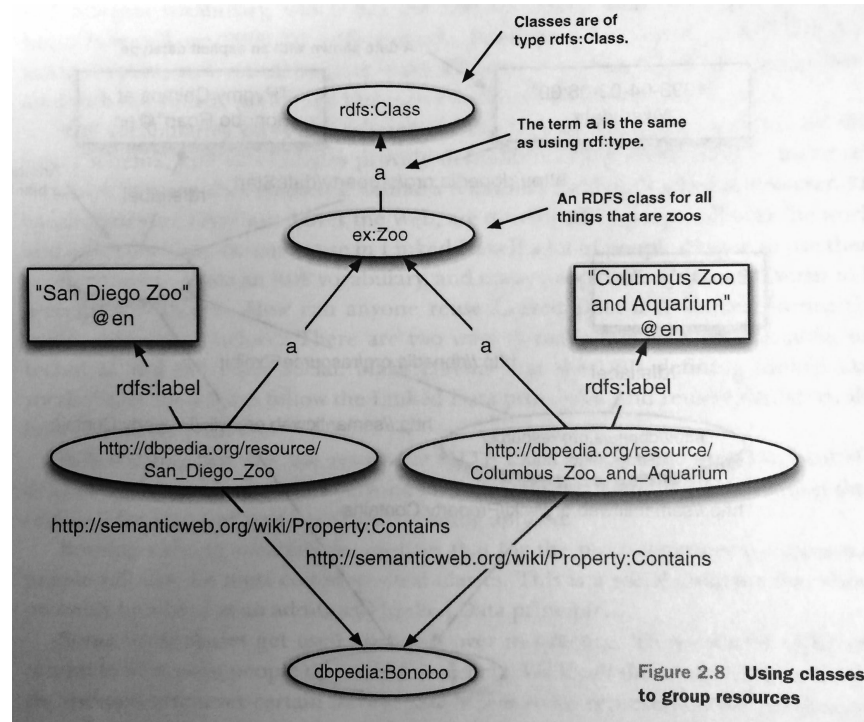 Classes are of
type rdfs:Class.
rdfs:Class
The term a is the same
as using rdf:type.
a
An RDFS class for all
things that are zoos
ex:Zoo
"San Diego Zoo"
@en
"Columbus Zoo
and Aquarium"
@en
a
a
rdfs:label
rdfs:label
http://dbpedia.org/resource/
San_Diego_Zoo
http://dbpedia.org/resource/
Columbus_Zoo_and_Aquarium
http://semanticweb.org/wiki/Property:Contains
http://semanticweb.org/wiki/Property:Contains
dbpedia:Bonobo
Figure 2.8 Using classes
to group resources